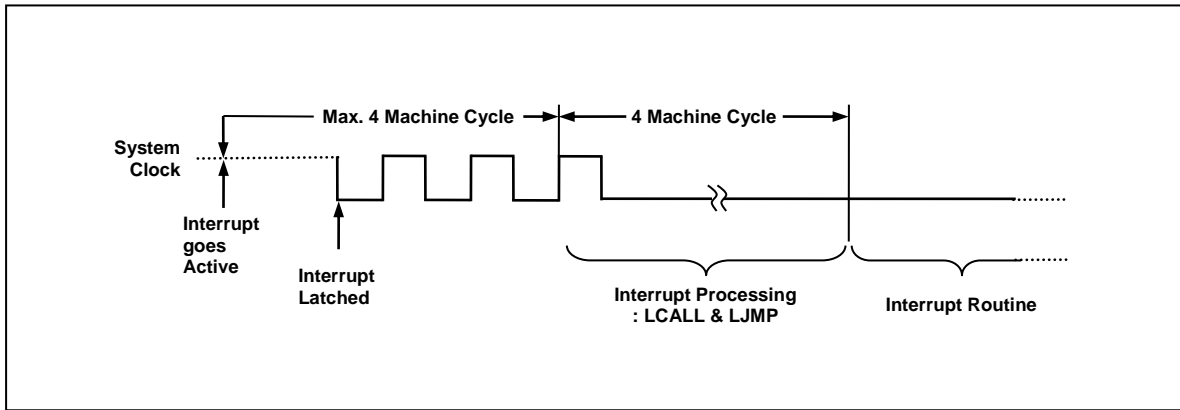 Max. 4 Machine Cycle
4 Machine Cycle
System
Clock
Interrupt
goes
Active
Interrupt
Latched
Interrupt Processing
: LCALL & LJMP
Interrupt Routine